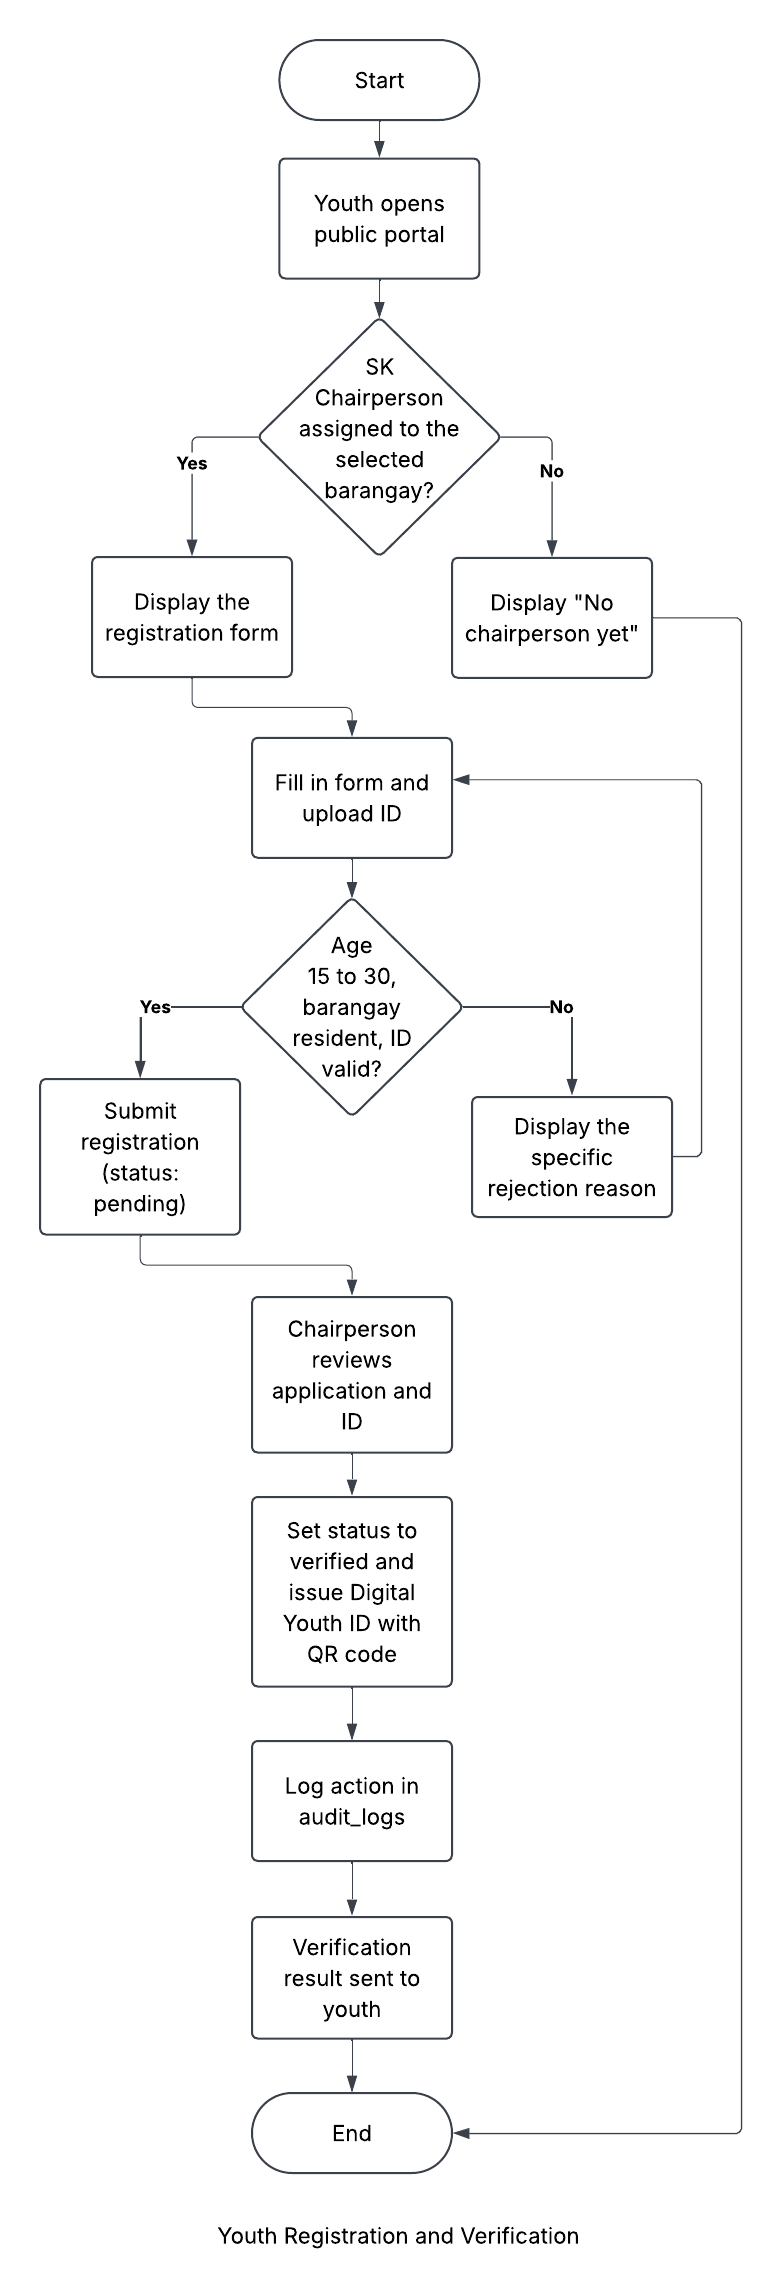 Start
Youth opens
public portal
SK
Chairperson
assigned to the
selected
barangay?
Yes
No
Display the
registration form
Display "No
chairperson yet"
Fill in form and
upload ID
Age
15 to 30,
barangay
resident, ID
valid?
Yes
No
Submit
registration
(status:
pending)
Display the
specific
rejection reason
Chairperson
reviews
application and
ID
Set status to
verified and
issue Digital
Youth ID with
QR code
Log action in
audit_logs
Verification
result sent to
youth
End
Youth Registration and Verification